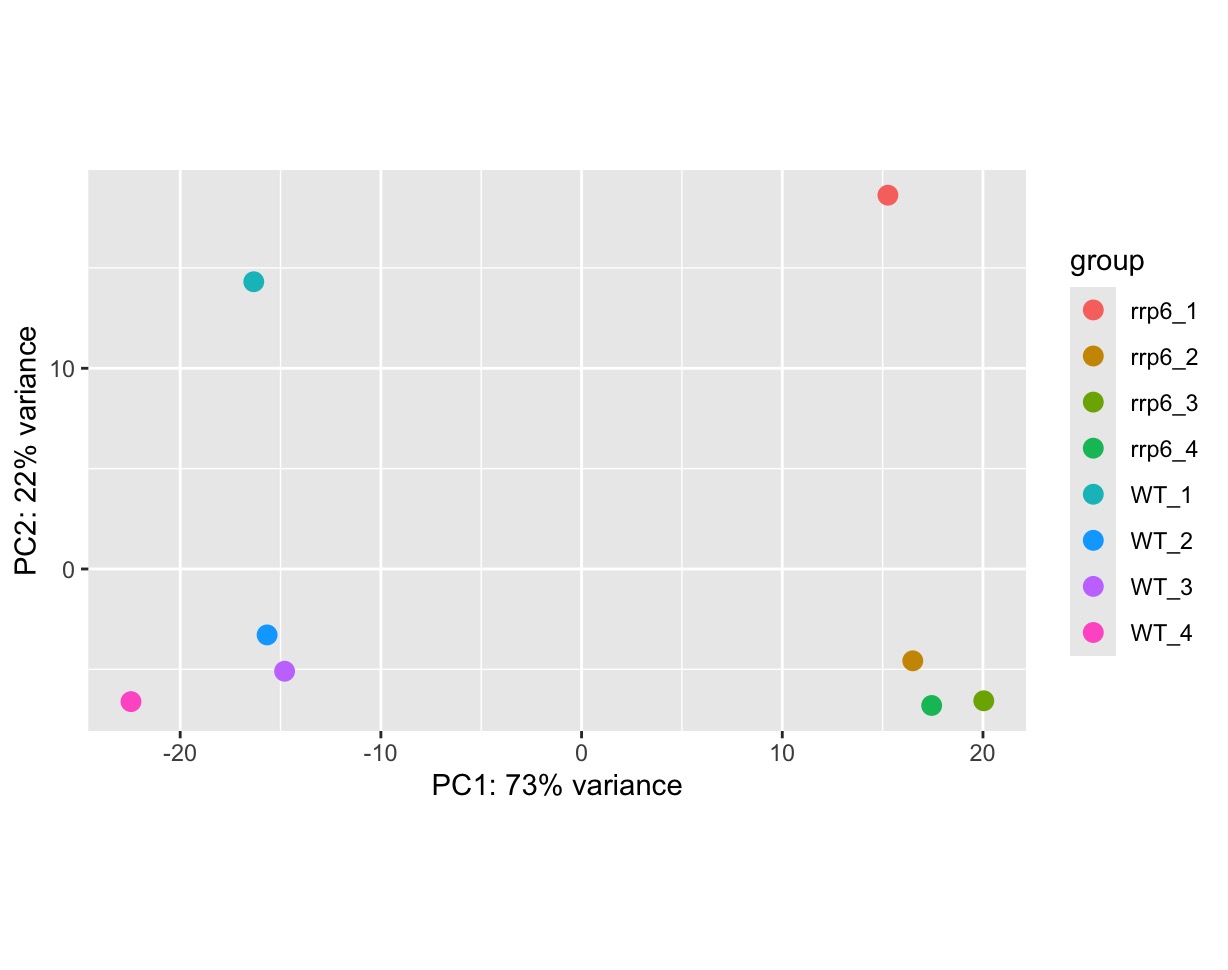 PC2: 22% variance
10
0
-20
-10
0
10
20
PC1: 73% variance
group
rrp6_1
rrp6_2
rrp6_3
rrp6_4
WT_1
WT_2
WT_3
WT_4